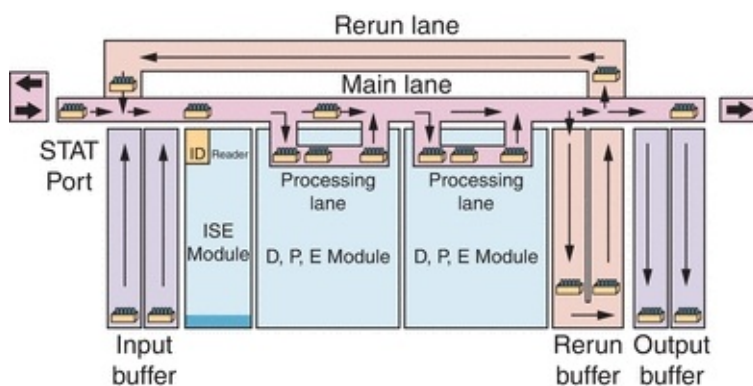 Rerun lane
Main lane
STAT
Port
ID Reader
ISE
Module
Processing
lane
D, P, E Module
Processing
lane
D, P, E Module
Input
buffer
Rerun
buffer
Output
buffer